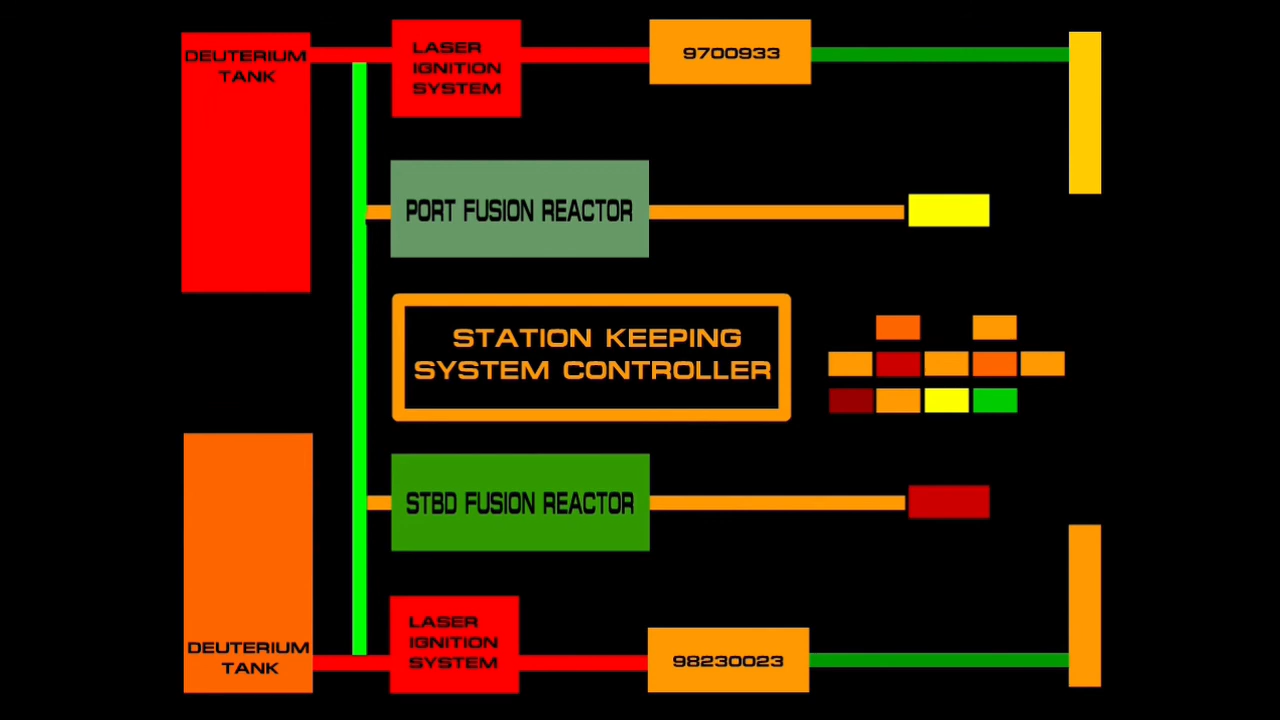 DEUTERIUM
TANK
LASER
IGNITION
SYSTEM
9700933
PORT FUSION REACTOR
STATION KEEPING
SYSTEM CONTROLLER
STBD FUSION REACTOR
DEUTERIUM
TANK
LASER
IGNITION
SYSTEM
98230023